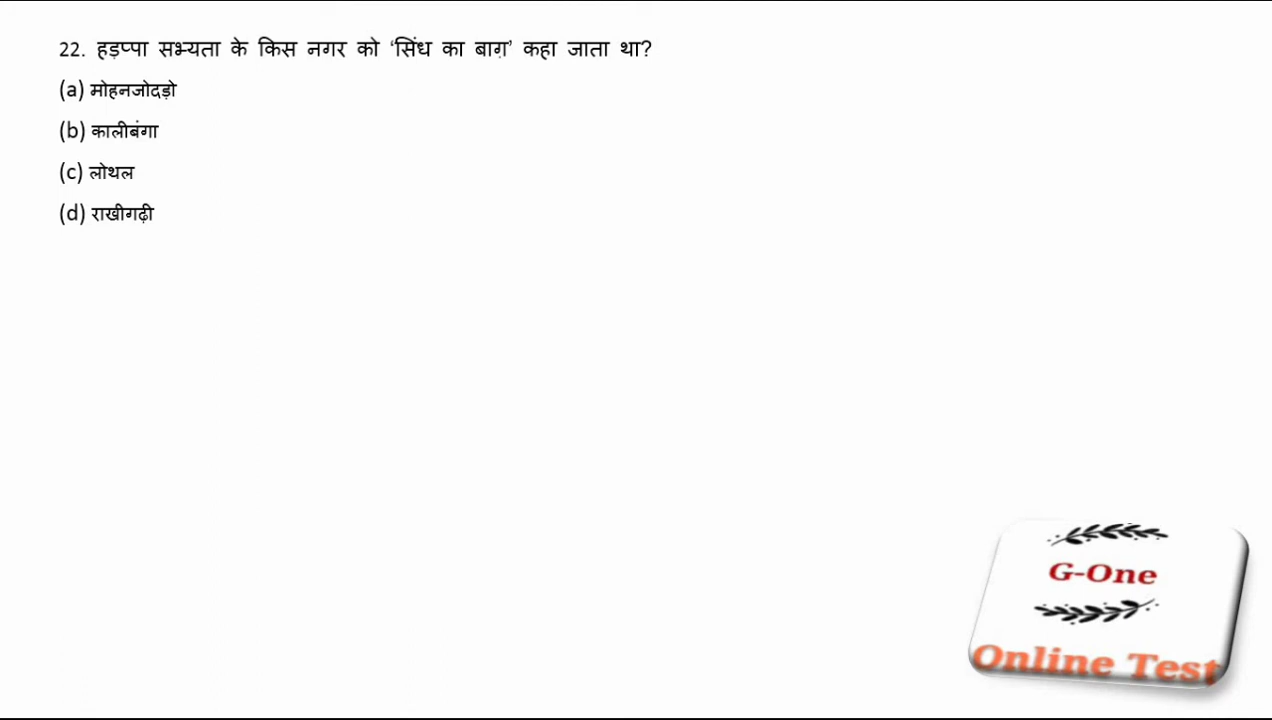 22. हड़प्पा सभ्यता के किस नगर को ‘सिंध का बाग़’ कहा जाता था?
(a) मोहनजोदड़ो
(b) कालीबंगा
(c) लोथल
(d) राखीगढ़ी
G-One
Online Test